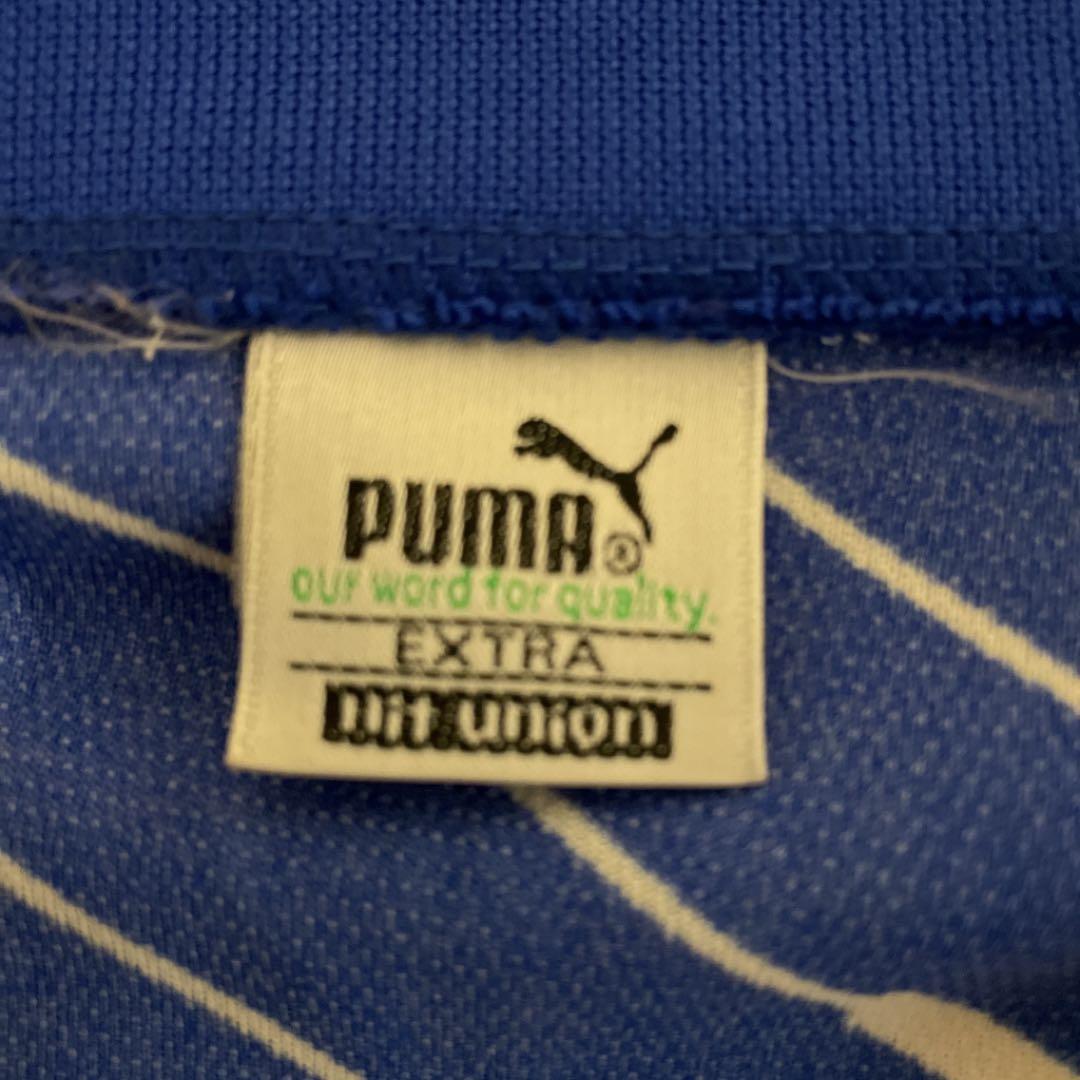 PUMA®
our word for quality.
EXTRA
hit union